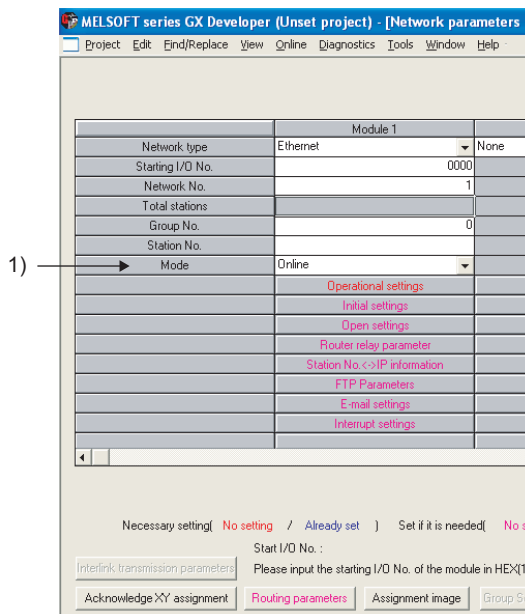 MELSOFT series GX Developer (Unset project) - [Network parameters
Project Edit Find/Replace View Online Diagnostics Tools Window Help
Module 1
Network type Ethernet None
Starting I/O No. 0000
Network No. 1
Total stations
Group No. 0
Station No.
1) Mode Online
Operational settings
Initial settings
Open settings
Router relay parameter
Station No.<->IP information
FTP Parameters
E-mail settings
Interrupt settings
Necessary setting( No setting / Already set ) Set if it is needed( No s
Start I/O No. :
Interlink transmission parameters Please input the starting I/O No. of the module in HEX(1
Acknowledge XY assignment Routing parameters Assignment image Group S